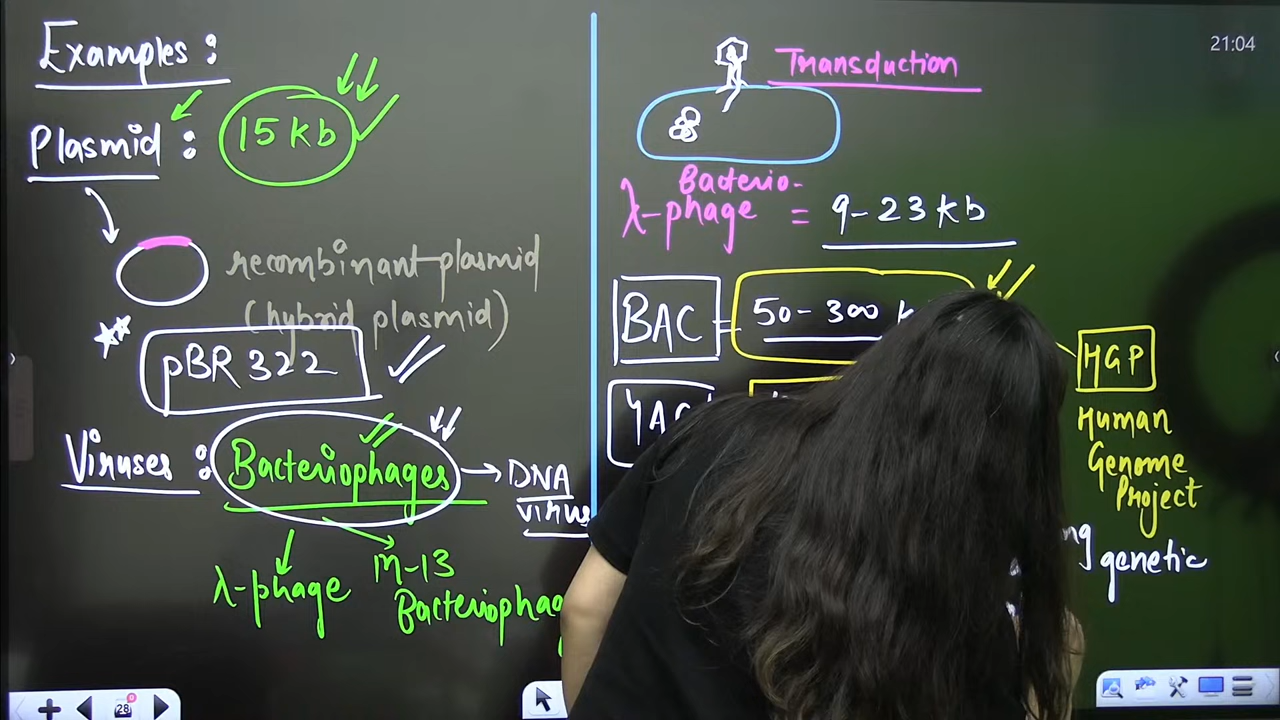 Examples :
Plasmid : 15 kb
recombinant plasmid
(hybrid plasmid)
pBR 322
Viruses : Bacteriophages → DNA
virus
λ-phage
M-13
Bacteriophag
21:04
Transduction
Bacterio-
λ-phage = 9-23 kb
BAC = 50-300 k
YAC
HGP
Human
Genome
Project
genetic
28